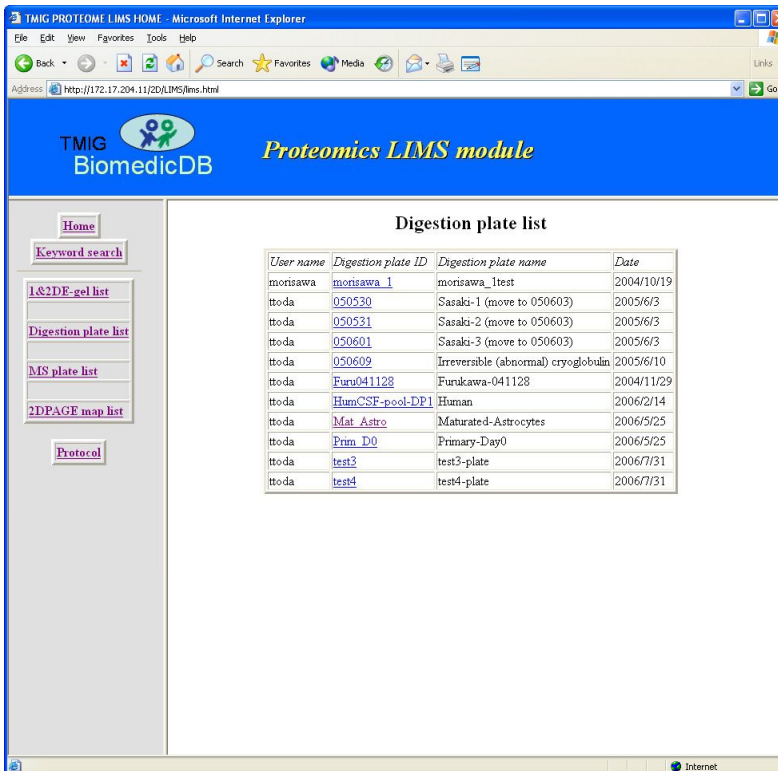 TMIG PROTEOME LIMS HOME - Microsoft Internet Explorer
File Edit View Favorites Tools Help
Back Search Favorites Media Links
Address http://172.17.204.11/2D/LIMS/lims.html Go
TMIG
BiomedicDB
Proteomics LIMS module
Home
Keyword search
1&2DE-gel list
Digestion plate list
MS plate list
2DPAGE map list
Protocol
Digestion plate list
User name Digestion plate ID Digestion plate name Date
morisawa morisawa_1 morisawa_1test 2004/10/19
ttoda 050530 Sasaki-1 (move to 050603) 2005/6/3
ttoda 050531 Sasaki-2 (move to 050603) 2005/6/3
ttoda 050601 Sasaki-3 (move to 050603) 2005/6/3
ttoda 050609 Irreversible (abnormal) cryoglobulin 2005/6/10
ttoda Furu041128 Furukawa-041128 2004/11/29
ttoda HumCSF-pool-DP1 Human 2006/2/14
ttoda Mat_Astro Maturated-Astrocytes 2006/5/25
ttoda Prim_D0 Primary-Day0 2006/5/25
ttoda test3 test3-plate 2006/7/31
ttoda test4 test4-plate 2006/7/31
Internet